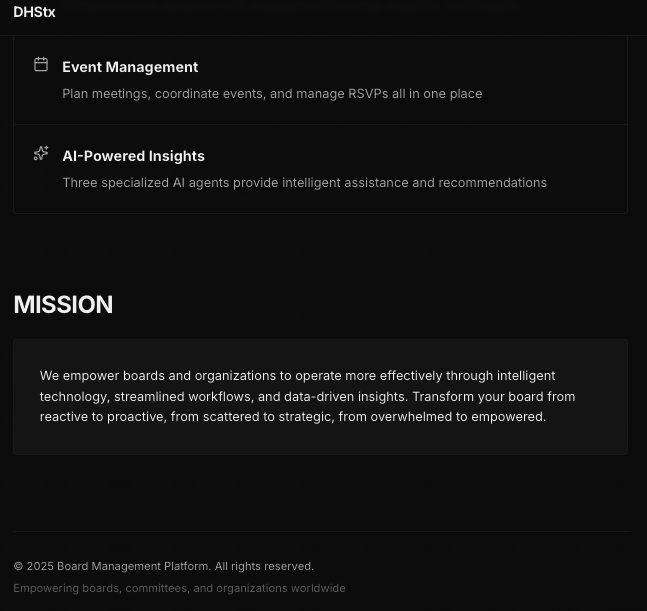 DHStx
Event Management
Plan meetings, coordinate events, and manage RSVPs all in one place
AI-Powered Insights
Three specialized AI agents provide intelligent assistance and recommendations
MISSION
We empower boards and organizations to operate more effectively through intelligent
technology, streamlined workflows, and data-driven insights. Transform your board from
reactive to proactive, from scattered to strategic, from overwhelmed to empowered.
© 2025 Board Management Platform. All rights reserved.
Empowering boards, committees, and organizations worldwide